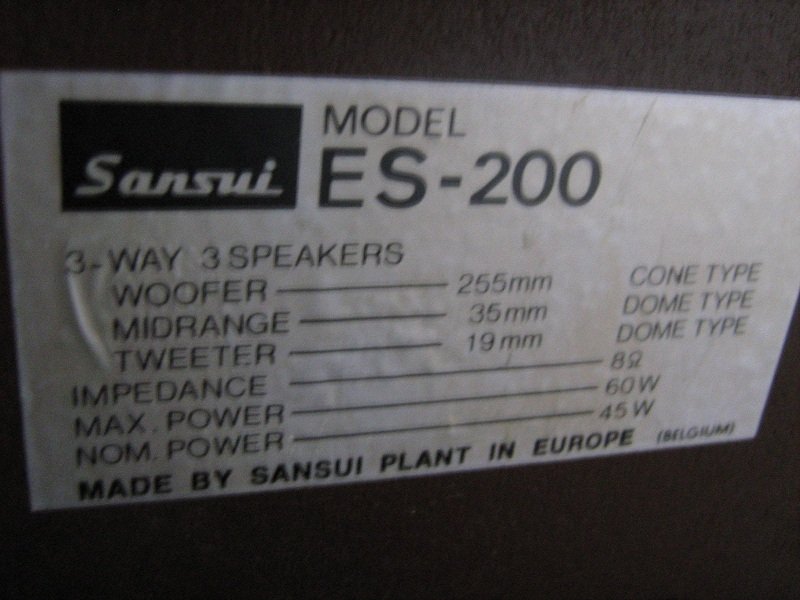 Sansui
MODEL
ES-200
3-WAY 3 SPEAKERS
WOOFER 255mm CONE TYPE
MIDRANGE 35mm DOME TYPE
TWEETER 19mm DOME TYPE
IMPEDANCE 8Ω
MAX. POWER 60W
NOM. POWER 45W
MADE BY SANSUI PLANT IN EUROPE (BELGIUM)